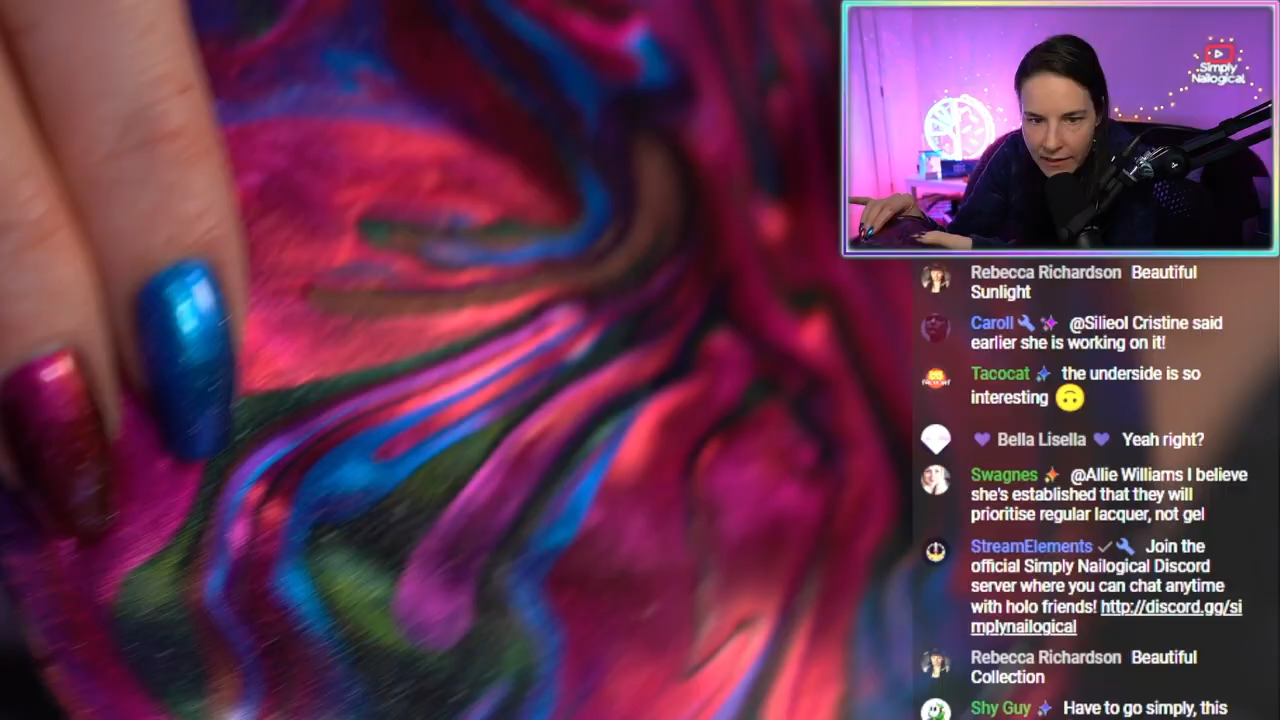 Simply
Nailogical
Rebecca Richardson Beautiful
Sunlight
Caroll @Silieol Cristine said
earlier she is working on it!
Tacocat the underside is so
interesting
Bella Lisella Yeah right?
Swagnes @Allie Williams I believe
she's established that they will
prioritise regular lacquer, not gel
StreamElements Join the
official Simply Nailogical Discord
server where you can chat anytime
with holo friends! http://discord.gg/si
mplynailogical
Rebecca Richardson Beautiful
Collection
Shy Guy Have to go simply, this